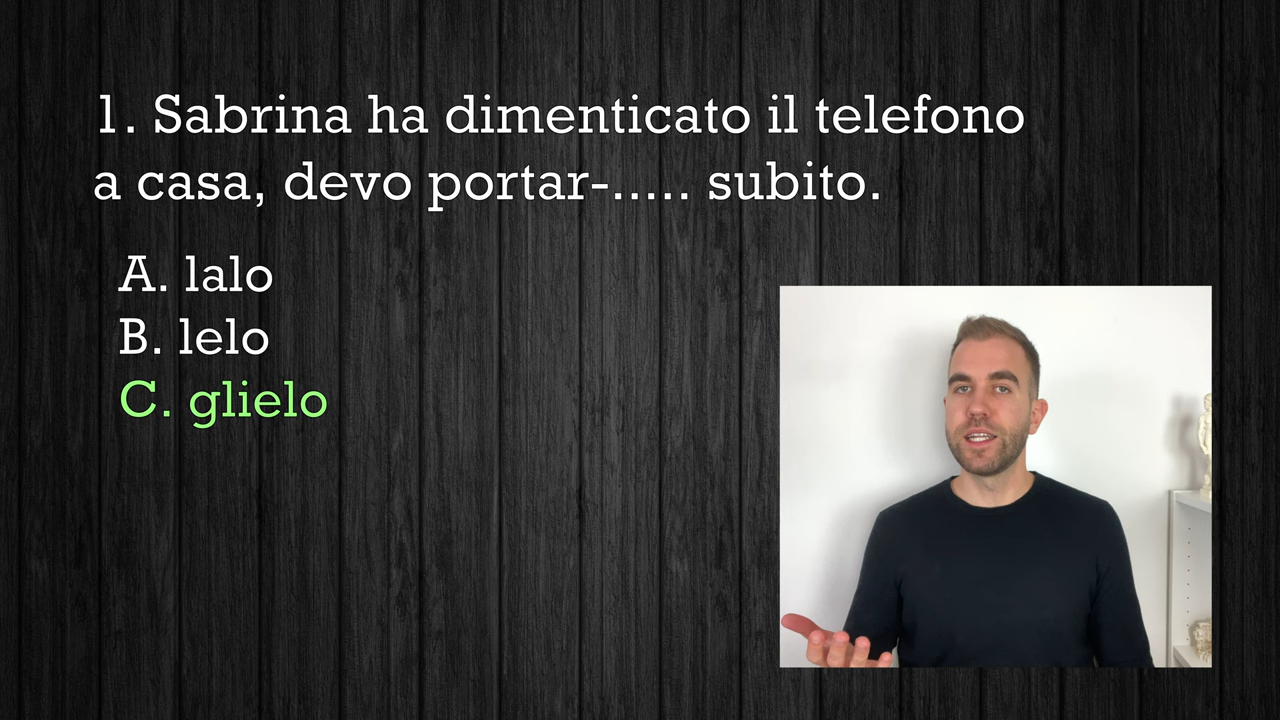 1. Sabrina ha dimenticato il telefono
a casa, devo portar-..... subito.
A. lalo
B. lelo
C. glielo